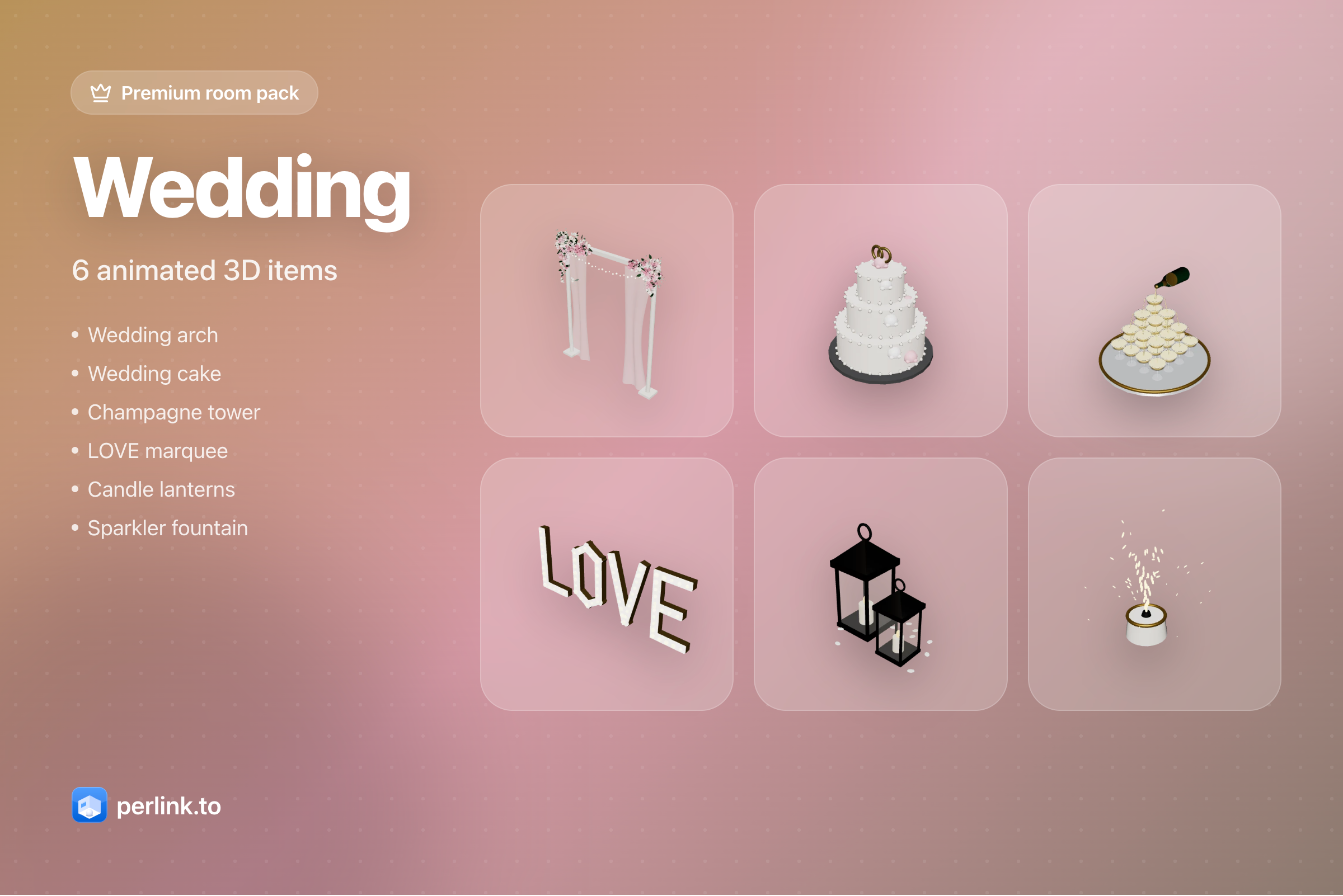 Premium room pack
Wedding
6 animated 3D items
• Wedding arch
• Wedding cake
• Champagne tower
• LOVE marquee
• Candle lanterns
• Sparkler fountain
LOVE
perlink.to